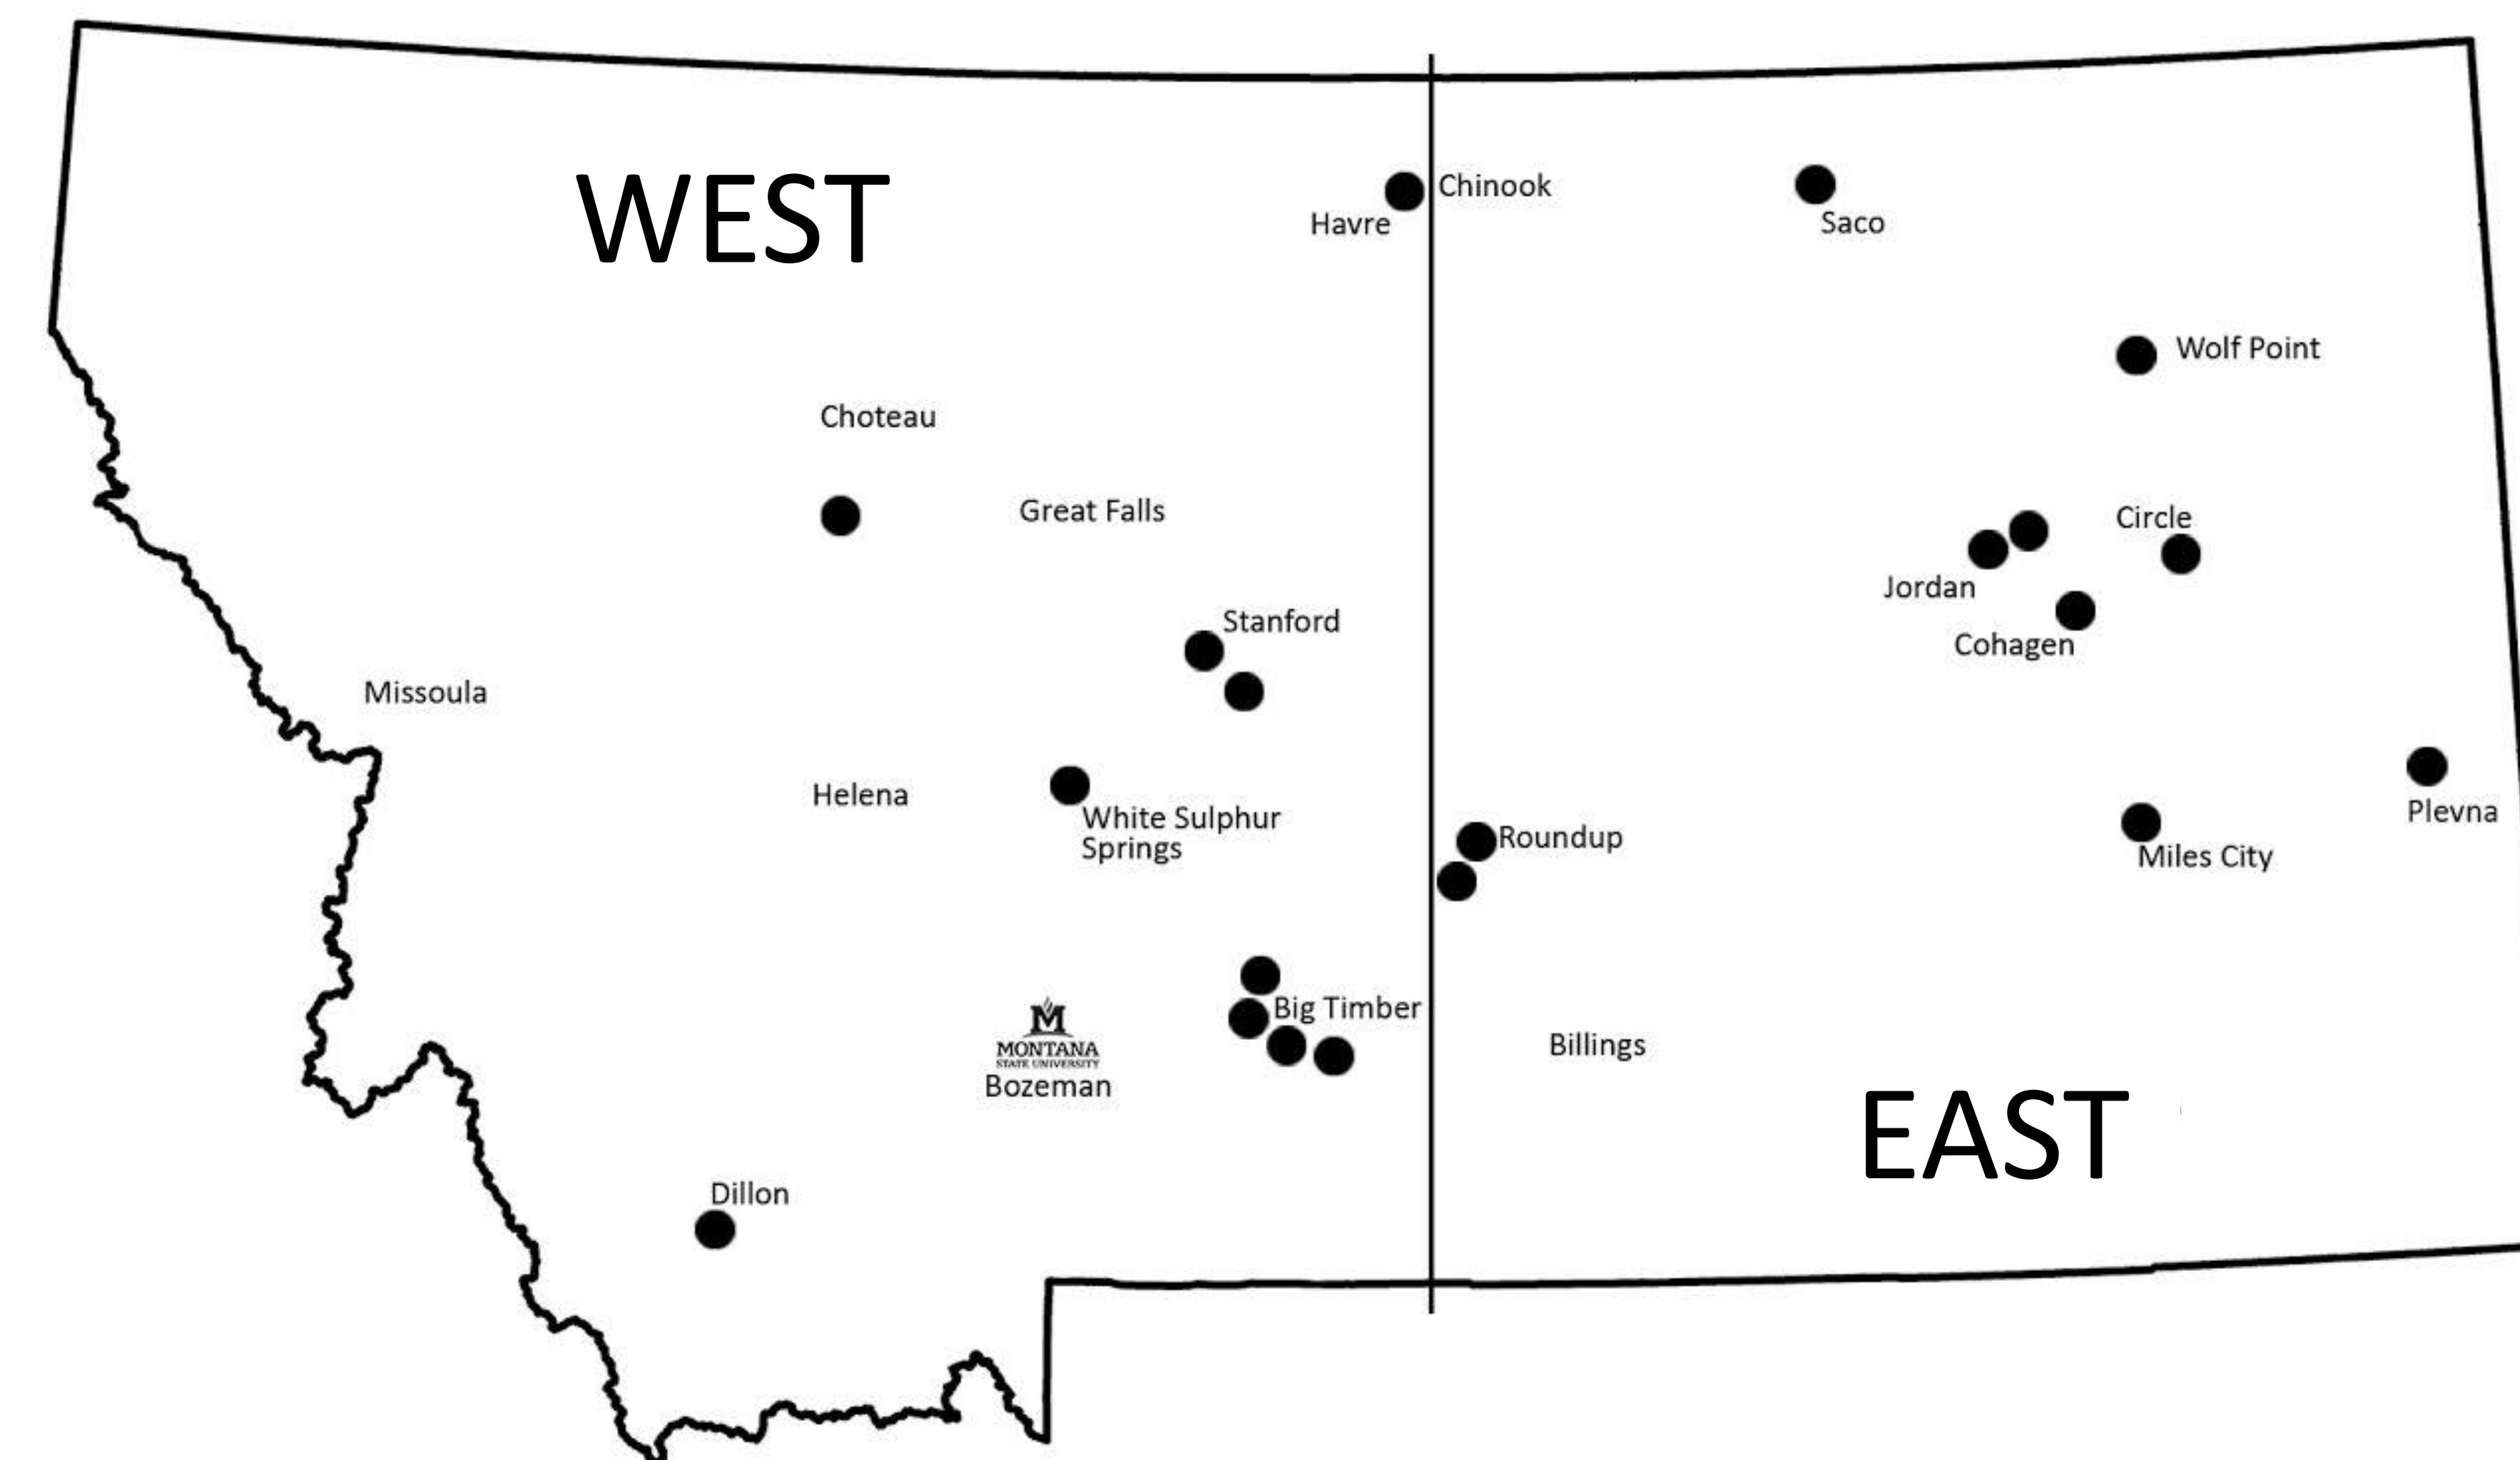 WEST
Chinook
Havre
Saco
Wolf Point
Choteau
Great Falls
Circle
Jordan
Stanford
Cohagen
Missoula
Helena
White Sulphur
Springs
Roundup
Plevna
Miles City
Big Timber
M
MONTANA
STATE UNIVERSITY
Bozeman
Billings
EAST
Dillon